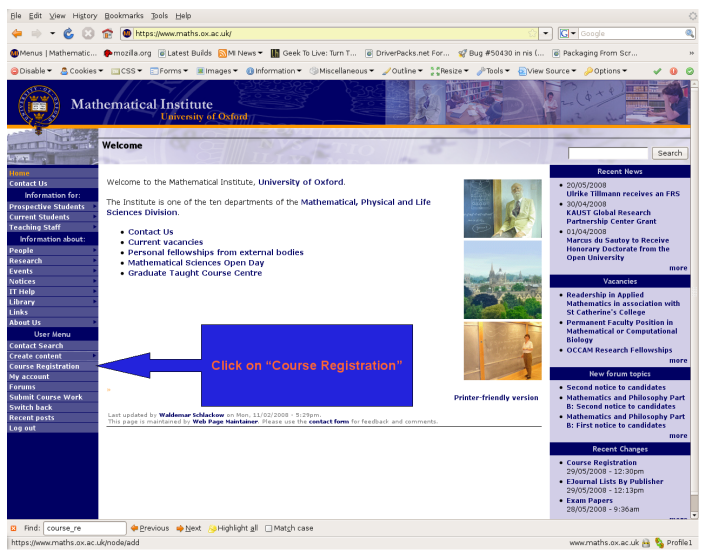 File Edit View History Bookmarks Tools Help
https://www.maths.ox.ac.uk/
Google
Menus | Mathematic... mozilla.org Latest Builds MI News Geek To Live: Turn T... DriverPacks.net For... Bug #50430 in nis (... Packaging From Scr... »
Disable Cookies CSS Forms Images Information Miscellaneous Outline Resize Tools View Source Options
Mathematical Institute
University of Oxford
Welcome
Search
Home
Contact Us
Information for:
Prospective Students
Current Students
Teaching Staff
Information about:
People
Research
Events
Notices
IT Help
Library
Links
About Us
User Menu
Contact Search
Create content
Course Registration
My account
Forums
Submit Course Work
Switch back
Recent posts
Log out
Welcome to the Mathematical Institute, University of Oxford.
The Institute is one of the ten departments of the Mathematical, Physical and Life
Sciences Division.
• Contact Us
• Current vacancies
• Personal fellowships from external bodies
• Mathematical Sciences Open Day
• Graduate Taught Course Centre
Click on "Course Registration"
Printer-friendly version
Last updated by Waldemar Schlackow on Mon, 11/02/2008 - 5:29pm.
This page is maintained by Web Page Maintainer. Please use the contact form for feedback and comments.
Recent News
• 20/05/2008
Ulrike Tillmann receives an FRS
• 30/04/2008
KAUST Global Research
Partnership Center Grant
• 01/04/2008
Marcus du Sautoy to Receive
Honorary Doctorate from the
Open University
more
Vacancies
• Readership in Applied
Mathematics in association with
St Catherine's College
• Permanent Faculty Position in
Mathematical or Computational
Biology
• OCCAM Research Fellowships
more
New forum topics
• Second notice to candidates
• Mathematics and Philosophy Part
B: Second notice to candidates
• Mathematics and Philosophy Part
B: First notice to candidates
more
Recent Changes
• Course Registration
29/05/2008 - 12:30pm
• EJournal Lists By Publisher
29/05/2008 - 12:13pm
• Exam Papers
28/05/2008 - 9:36am
more
Find: course_re Previous Next Highlight all Match case
https://www.maths.ox.ac.uk/node/add
www.maths.ox.ac.uk Profile1